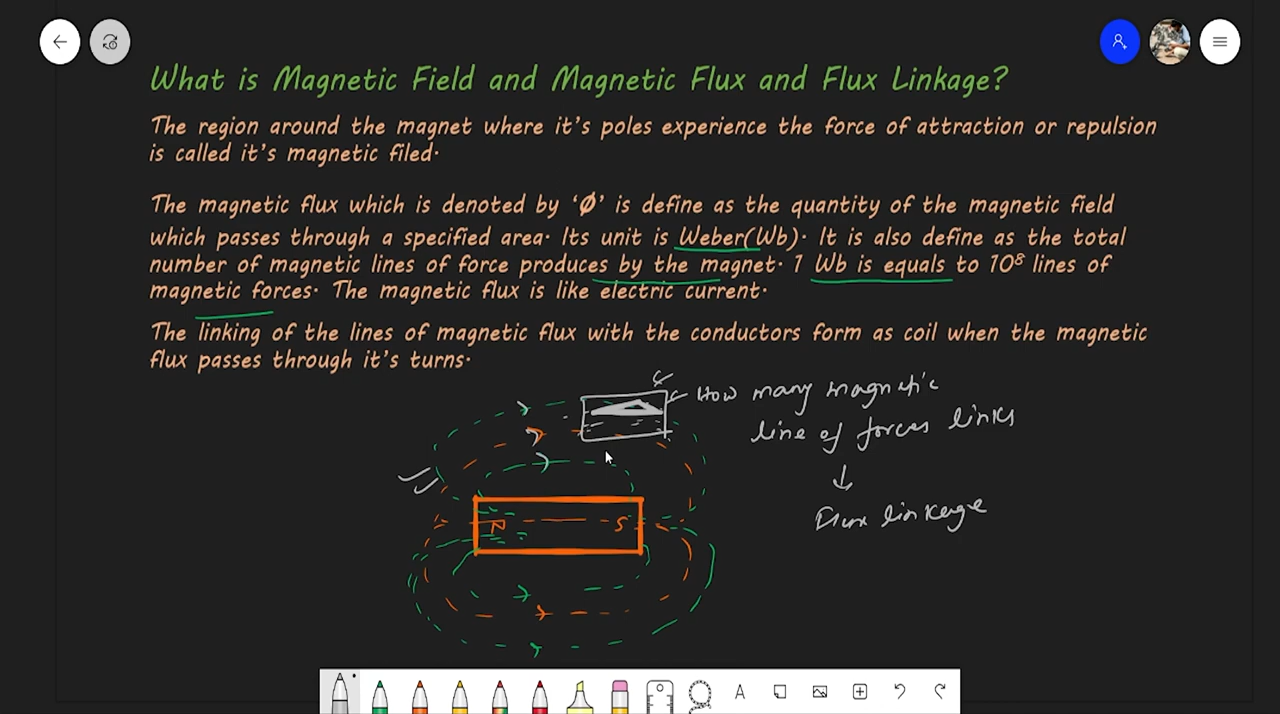 What is Magnetic Field and Magnetic Flux and Flux Linkage?
The region around the magnet where it's poles experience the force of attraction or repulsion
is called it's magnetic filed.
The magnetic flux which is denoted by 'Ø' is define as the quantity of the magnetic field
which passes through a specified area. Its unit is Weber(Wb). It is also define as the total
number of magnetic lines of force produces by the magnet. 1 Wb is equals to 10⁸ lines of
magnetic forces. The magnetic flux is like electric current.
The linking of the lines of magnetic flux with the conductors form as coil when the magnetic
flux passes through it's turns.
How many magnetic
line of forces links
Flux linkage
N S
A